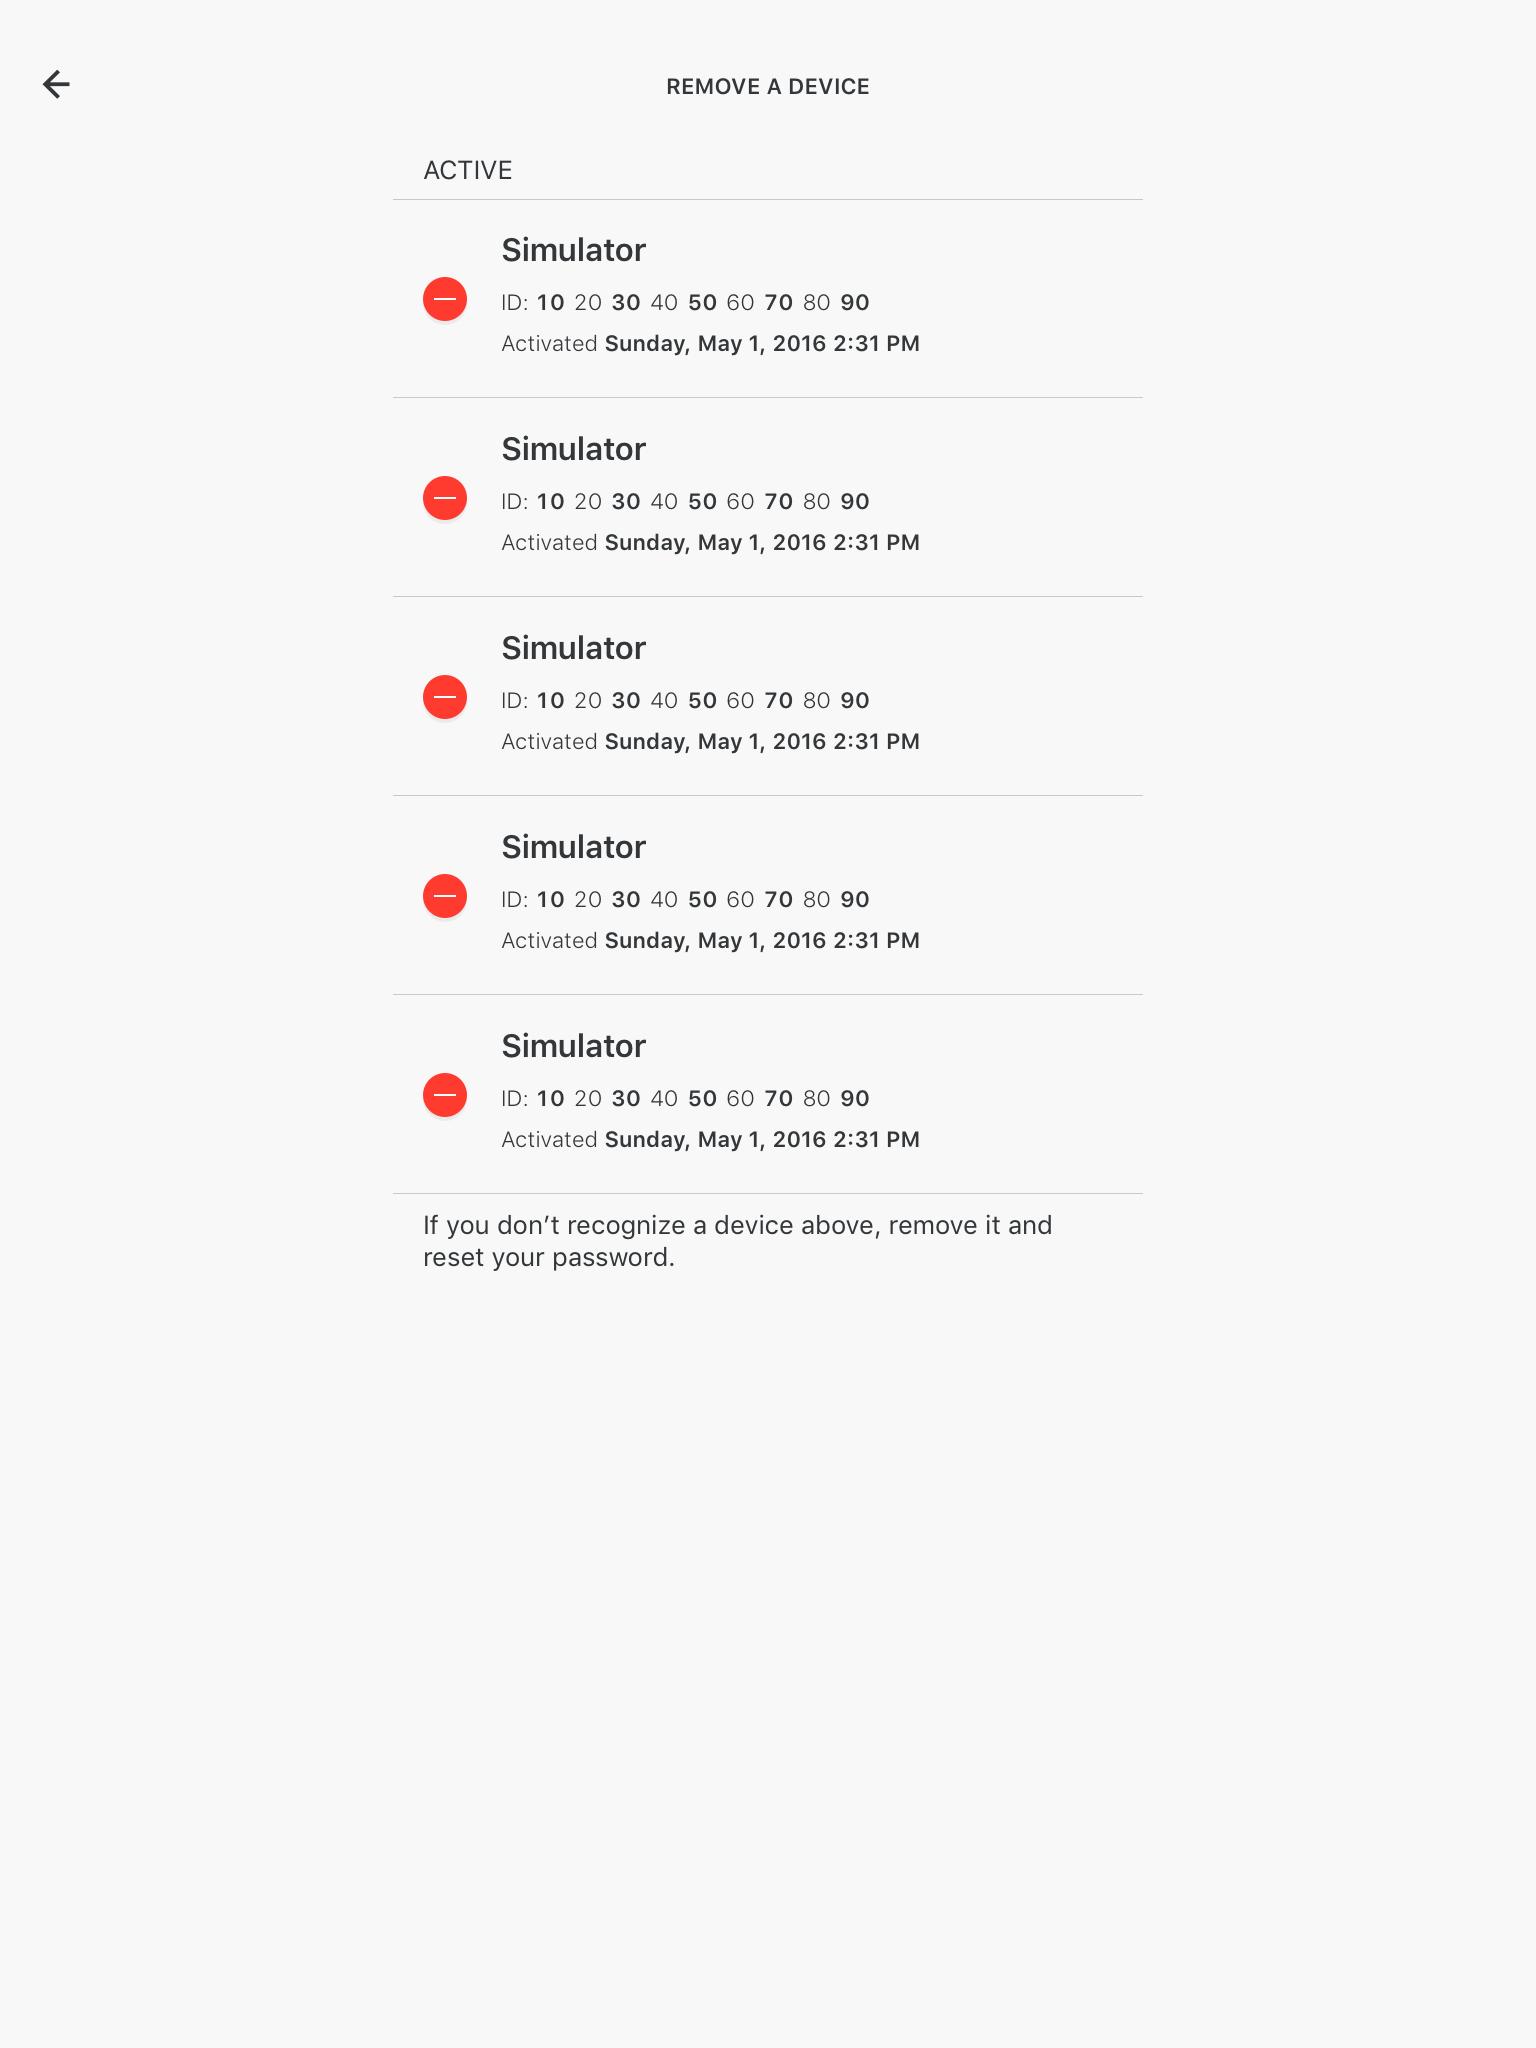 REMOVE A DEVICE
ACTIVE
Simulator
ID: 10 20 30 40 50 60 70 80 90
Activated Sunday, May 1, 2016 2:31 PM
Simulator
ID: 10 20 30 40 50 60 70 80 90
Activated Sunday, May 1, 2016 2:31 PM
Simulator
ID: 10 20 30 40 50 60 70 80 90
Activated Sunday, May 1, 2016 2:31 PM
Simulator
ID: 10 20 30 40 50 60 70 80 90
Activated Sunday, May 1, 2016 2:31 PM
Simulator
ID: 10 20 30 40 50 60 70 80 90
Activated Sunday, May 1, 2016 2:31 PM
If you don’t recognize a device above, remove it and
reset your password.